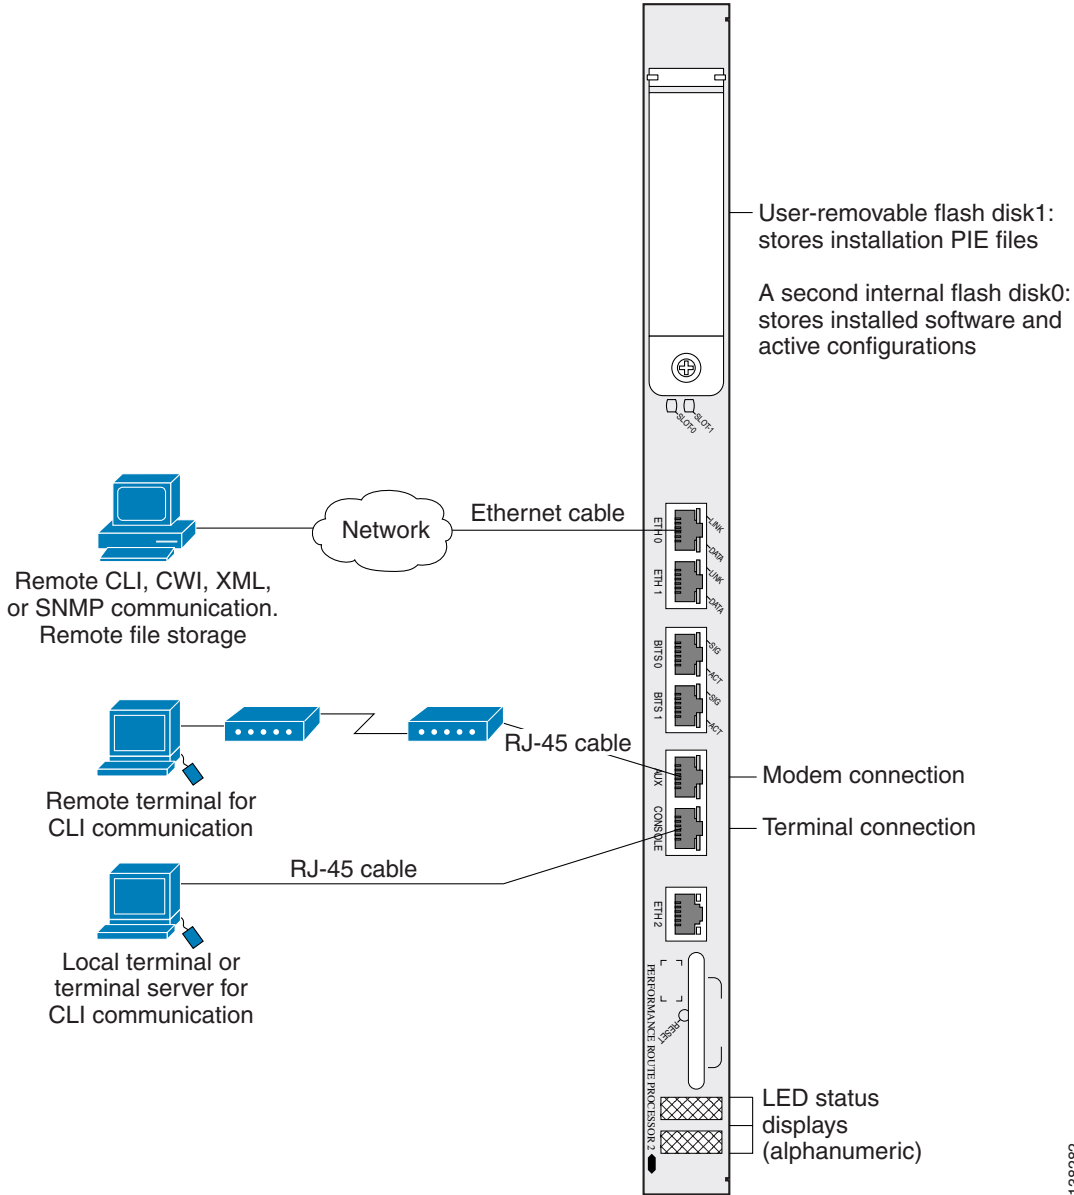 User-removable flash disk1:
stores installation PIE files
A second internal flash disk0:
stores installed software and
active configurations
SLOT-0
SLOT-1
Network
Ethernet cable
ETH 0
LINK
DATA
ETH 1
LINK
DATA
Remote CLI, CWI, XML,
or SNMP communication.
Remote file storage
BITS 0
SIG
ACT
BITS 1
SIG
ACT
RJ-45 cable
AUX
Modem connection
Remote terminal for
CLI communication
CONSOLE
Terminal connection
RJ-45 cable
ETH 2
Local terminal or
terminal server for
CLI communication
RESET
PERFORMANCE ROUTE PROCESSOR 2
LED status
displays
(alphanumeric)